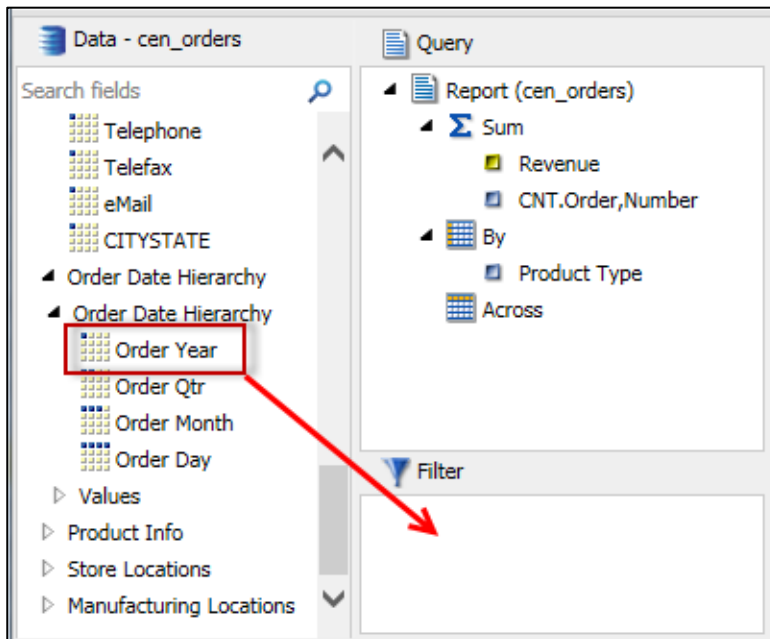 Data - cen_orders
Search fields
Telephone
Telefax
eMail
CITYSTATE
Order Date Hierarchy
Order Date Hierarchy
Order Year
Order Qtr
Order Month
Order Day
Values
Product Info
Store Locations
Manufacturing Locations
Query
Report (cen_orders)
Sum
Revenue
CNT.Order,Number
By
Product Type
Across
Filter